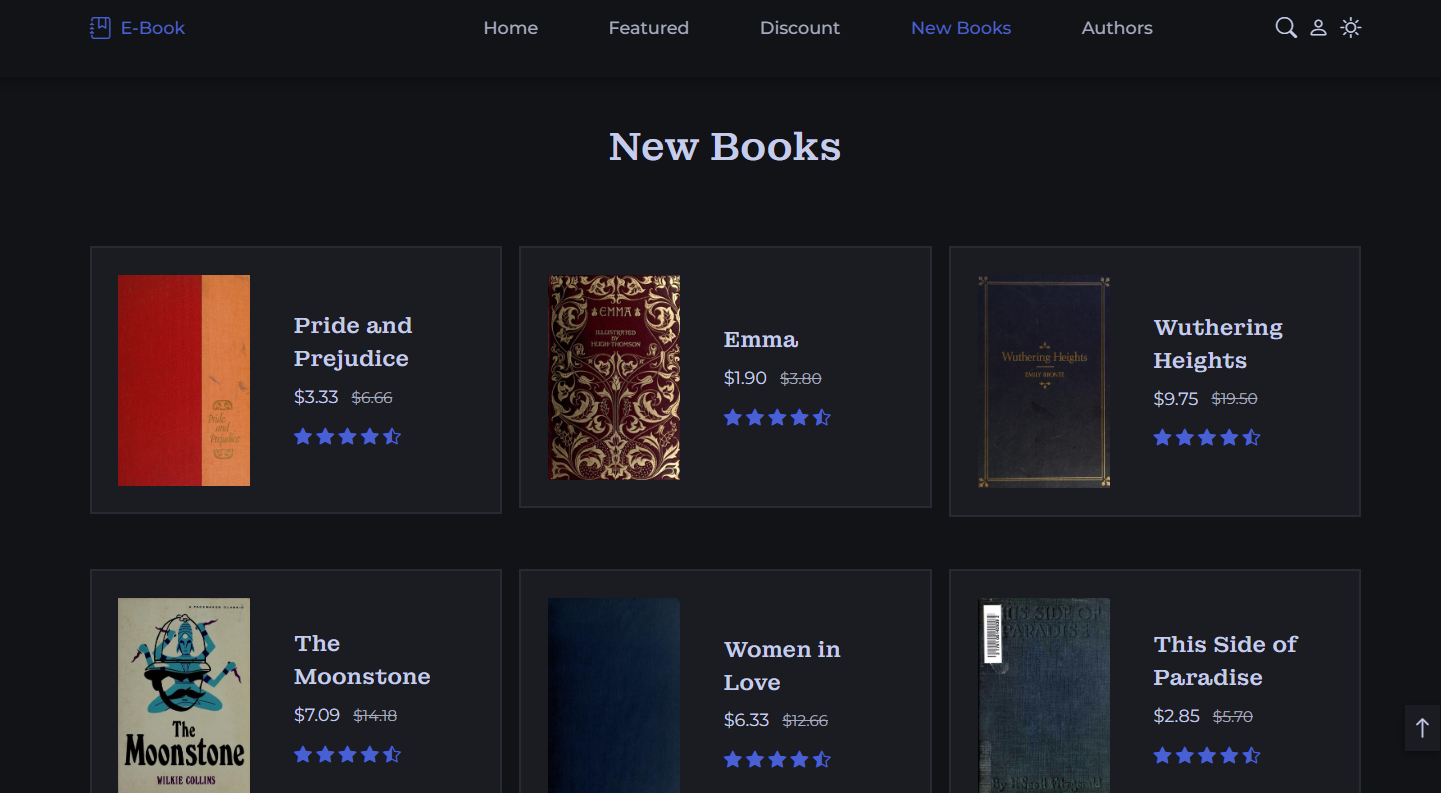 E-Book
Home
Featured
Discount
New Books
Authors
New Books
Pride
and
Prejudice
Pride and
Prejudice
$3.33 $6.66
EMMA
ILLUSTRATED
BY
HUGH THOMSON
Emma
$1.90 $3.80
Wuthering Heights
EMILY BRONTE
Wuthering
Heights
$9.75 $19.50
A PACEMAKER CLASSIC
The
Moonstone
WILKIE COLLINS
The
Moonstone
$7.09 $14.18
Women in
Love
$6.33 $12.66
THIS SIDE OF
PARADISE
By F. Scott Fitzgerald
This Side of
Paradise
$2.85 $5.70